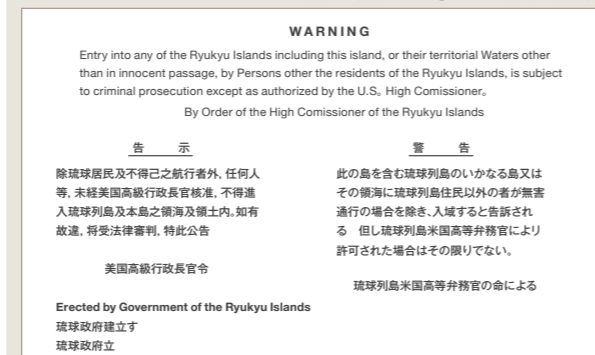 WARNING
Entry into any of the Ryukyu Islands including this island, or their territorial Waters other
than in innocent passage, by Persons other the residents of the Ryukyu Islands, is subject
to criminal prosecution except as authorized by the U.S。High Comissioner。
By Order of the High Comissioner of the Ryukyu Islands
告 示
除琉球居民及不得己之航行者外, 任何人
等, 未経美国高級行政長官核准, 不得進
入琉球列島及本島之領海及領土内。如有
故違, 将受法律審判, 特此公告
美国高級行政長官令
警 告
此の島を含む琉球列島のいかなる島又は
その領海に琉球列島住民以外の者が無害
通行の場合を除き、入域すると告訴され
る 但し琉球列島米国高等弁務官によリ
許可された場合はその限りでない。
琉球列島米国高等弁務官の命による
Erected by Government of the Ryukyu Islands
琉球政府建立す
琉球政府立